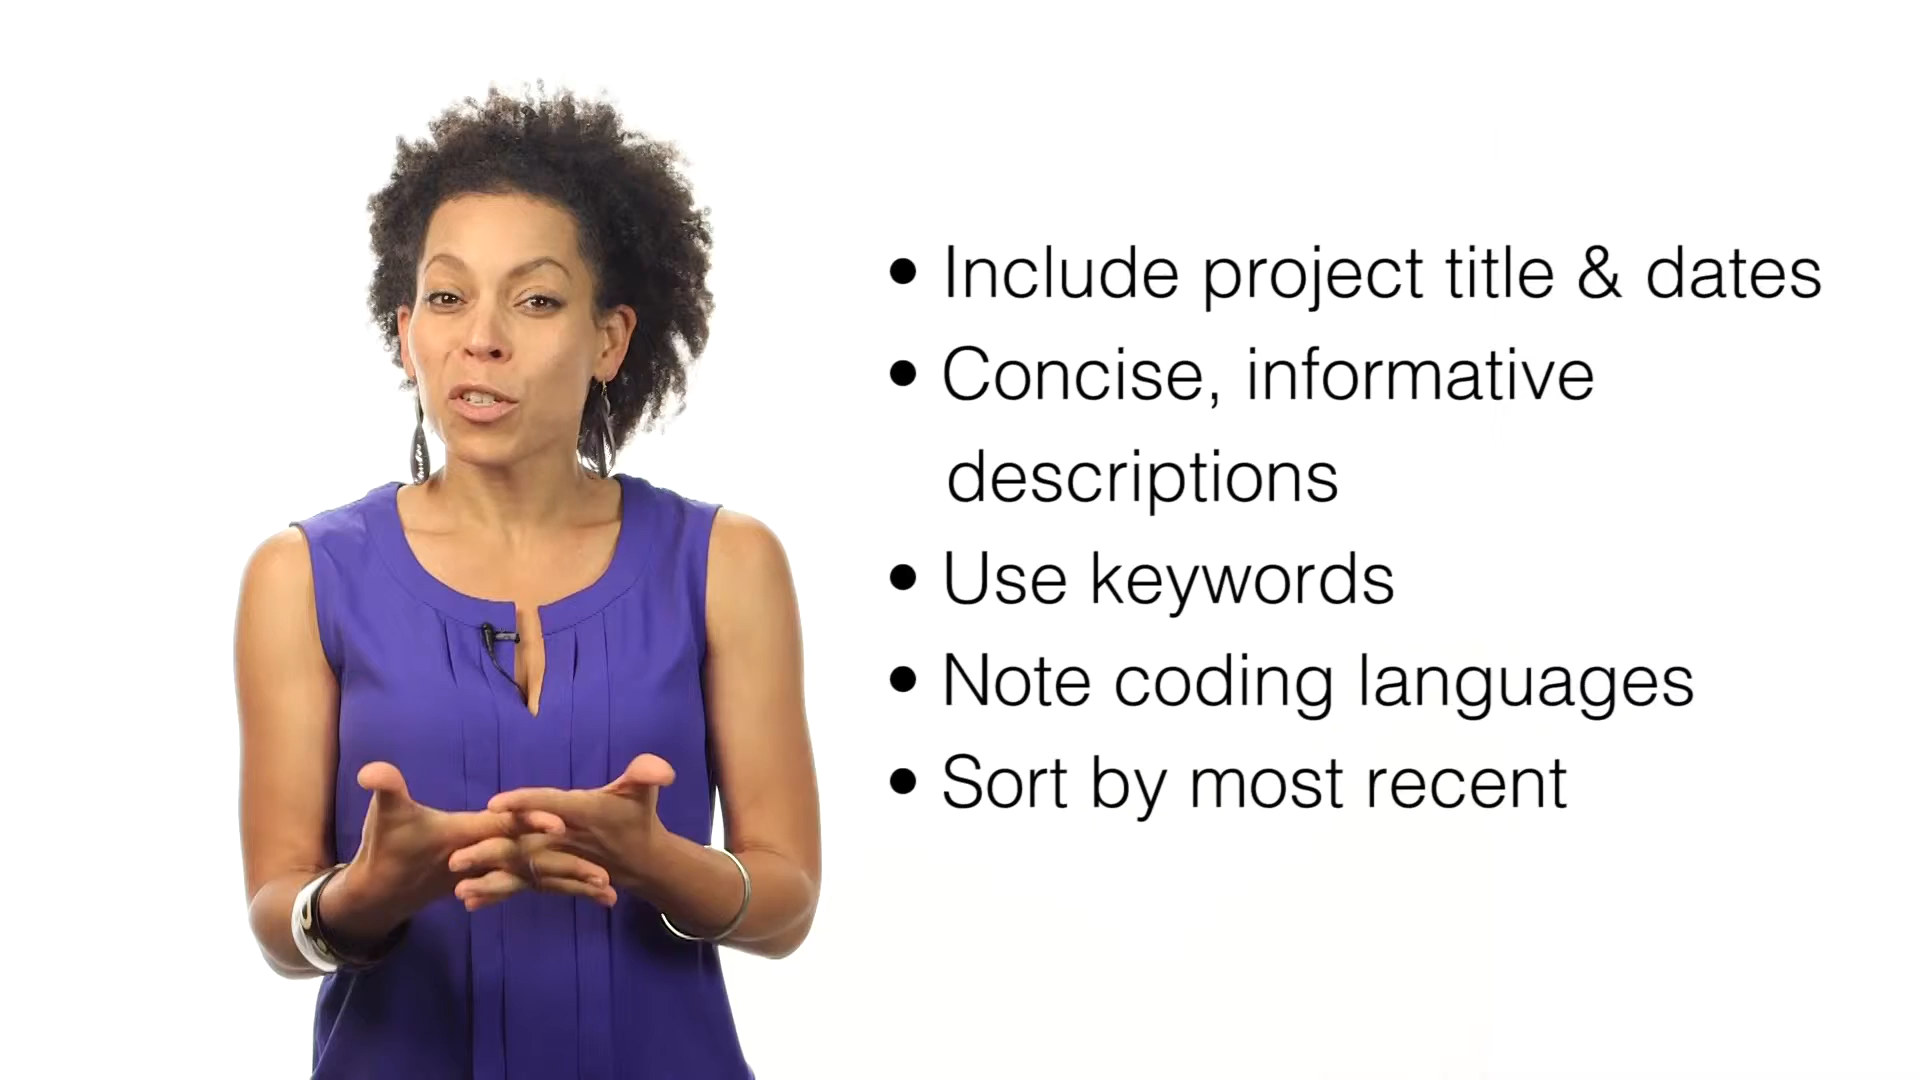 • Include project title & dates
• Concise, informative
descriptions
• Use keywords
• Note coding languages
• Sort by most recent